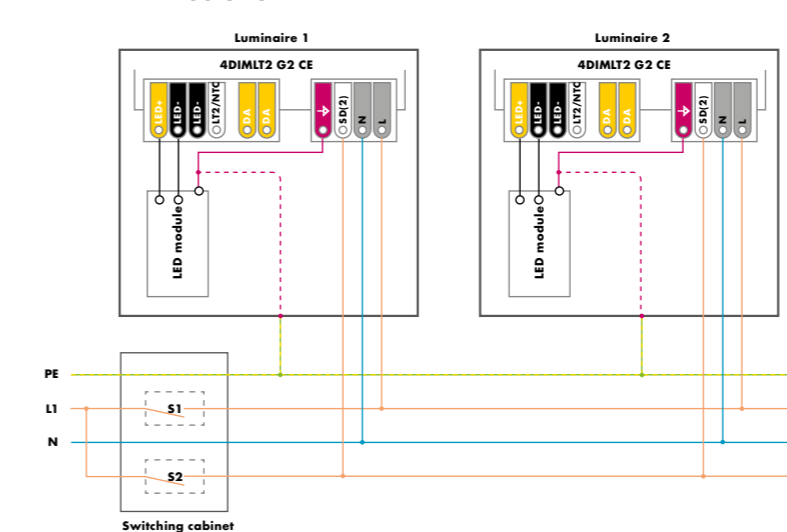 Luminaire 1
4DIMLT2 G2 CE
LED+
LED-
LED-
LT2/NTC
DA
DA
SD(2)
N
L
LED module
Luminaire 2
4DIMLT2 G2 CE
LED+
LED-
LED-
LT2/NTC
DA
DA
SD(2)
N
L
LED module
PE
L1
S1
N
S2
Switching cabinet